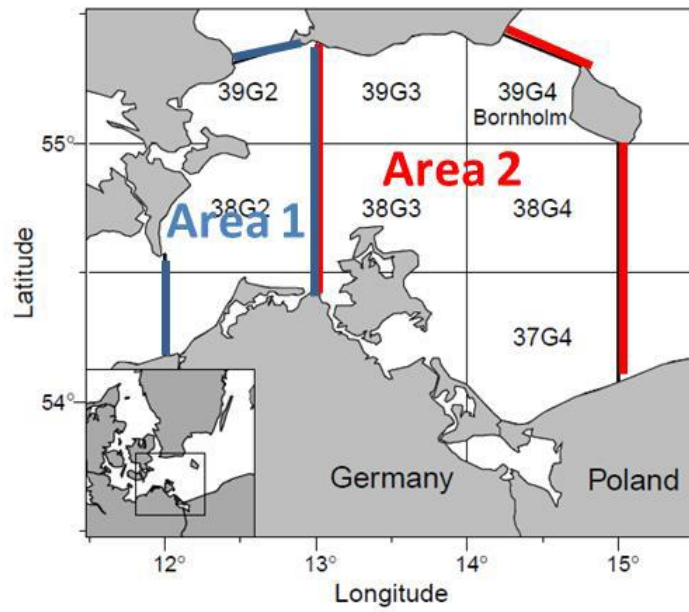 39G2 39G3 39G4
Bornholm
55°
Area 2
38G2 38G3 38G4
Area 1
Latitude
37G4
54°
Germany Poland
12° 13° 14° 15°
Longitude